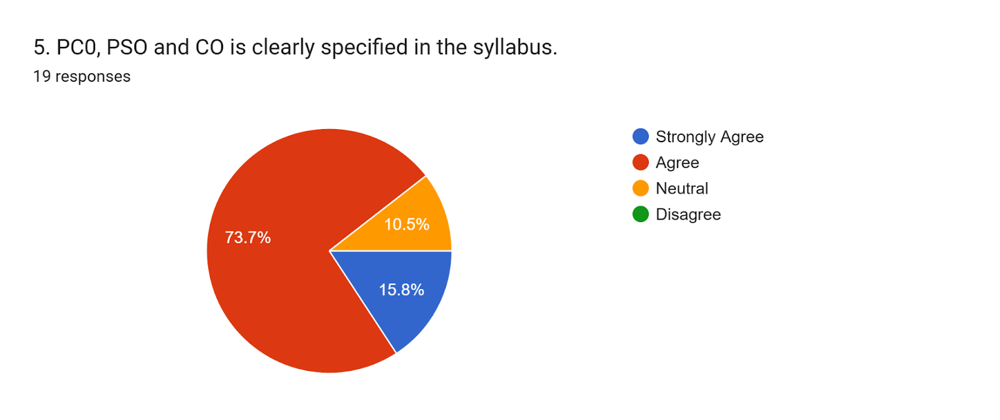 5. PC0, PSO and CO is clearly specified in the syllabus.
19 responses
Strongly Agree
Agree
Neutral
Disagree
10.5%
73.7%
15.8%